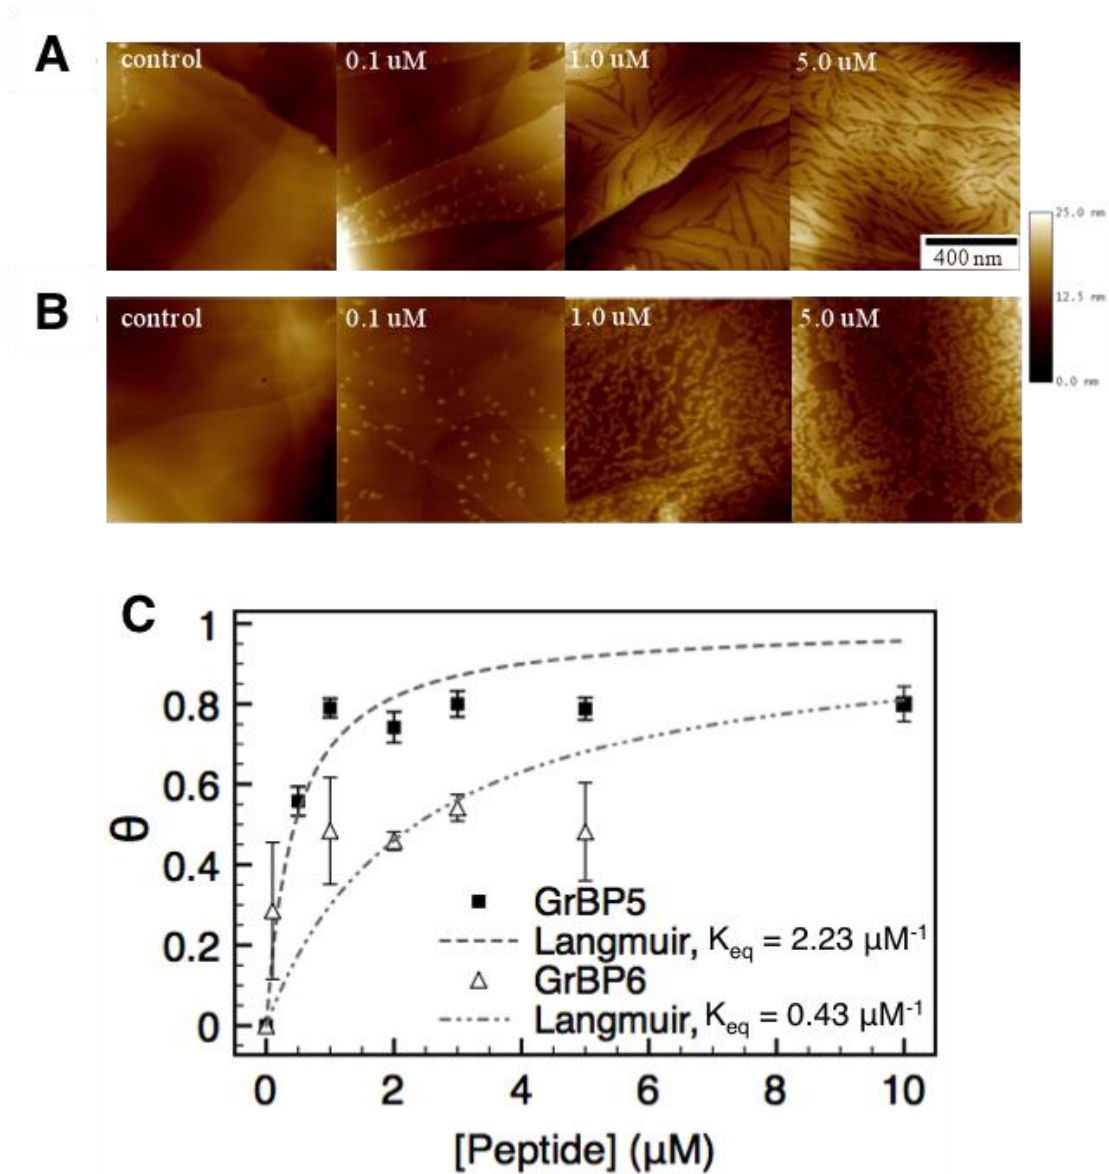 A
control 0.1 uM 1.0 uM 5.0 uM
25.0 nm
400 nm
12.5 nm
B
control 0.1 uM 1.0 uM 5.0 uM
0.0 nm
C
1
0.8
0.6
0.4
0.2
0
θ
GrBP5
Langmuir, Keq = 2.23 μM-1
GrBP6
Langmuir, Keq = 0.43 μM-1
0 2 4 6 8 10
[Peptide] (μM)